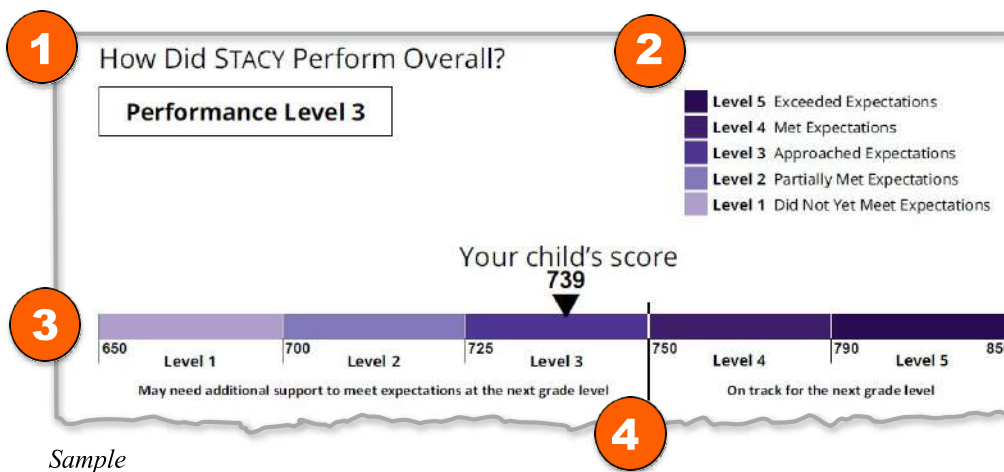 1
2
How Did STACY Perform Overall?
Performance Level 3
Level 5 Exceeded Expectations
Level 4 Met Expectations
Level 3 Approached Expectations
Level 2 Partially Met Expectations
Level 1 Did Not Yet Meet Expectations
Your child's score
739
3
650 700 725 750 790
Level 1 Level 2 Level 3 Level 4 Level 5
May need additional support to meet expectations at the next grade level On track for the next grade level
4
Sample